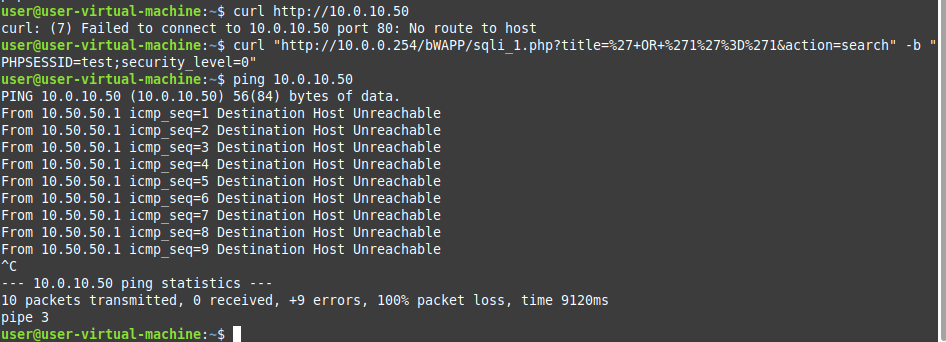 user@user-virtual-machine:~$ curl http://10.0.10.50
curl: (7) Failed to connect to 10.0.10.50 port 80: No route to host
user@user-virtual-machine:~$ curl "http://10.0.0.254/bWAPP/sqli_1.php?title=%27+OR+%271%27%3D%271&action=search" -b "
PHPSESSID=test;security_level=0"
user@user-virtual-machine:~$ ping 10.0.10.50
PING 10.0.10.50 (10.0.10.50) 56(84) bytes of data.
From 10.50.50.1 icmp_seq=1 Destination Host Unreachable
From 10.50.50.1 icmp_seq=2 Destination Host Unreachable
From 10.50.50.1 icmp_seq=3 Destination Host Unreachable
From 10.50.50.1 icmp_seq=4 Destination Host Unreachable
From 10.50.50.1 icmp_seq=5 Destination Host Unreachable
From 10.50.50.1 icmp_seq=6 Destination Host Unreachable
From 10.50.50.1 icmp_seq=7 Destination Host Unreachable
From 10.50.50.1 icmp_seq=8 Destination Host Unreachable
From 10.50.50.1 icmp_seq=9 Destination Host Unreachable
^C
--- 10.0.10.50 ping statistics ---
10 packets transmitted, 0 received, +9 errors, 100% packet loss, time 9120ms
pipe 3
user@user-virtual-machine:~$